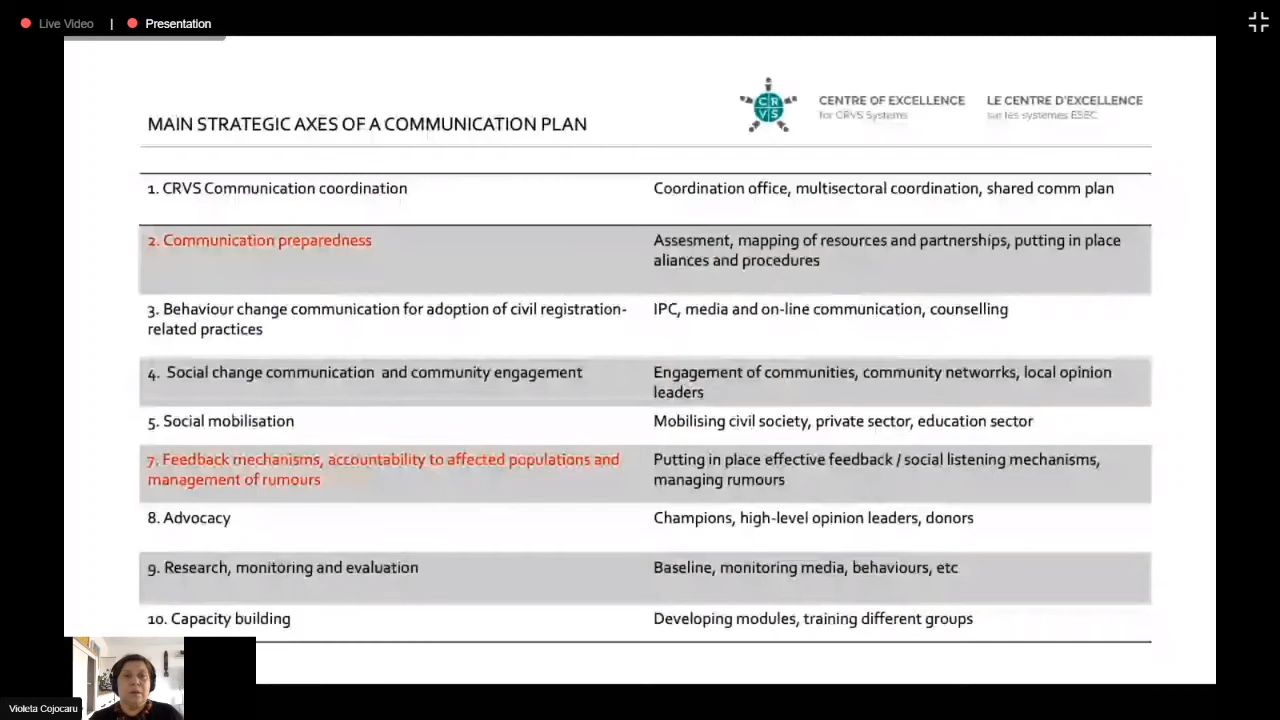 Live Video | Presentation
MAIN STRATEGIC AXES OF A COMMUNICATION PLAN
CRVS
CENTRE OF EXCELLENCE
for CRVS Systems
LE CENTRE D'EXCELLENCE
sur les systèmes ESEC
1. CRVS Communication coordination
Coordination office, multisectoral coordination, shared comm plan
2. Communication preparedness
Assesment, mapping of resources and partnerships, putting in place
aliances and procedures
3. Behaviour change communication for adoption of civil registration-
related practices
IPC, media and on-line communication, counselling
4. Social change communication and community engagement
Engagement of communities, community networrks, local opinion
leaders
5. Social mobilisation
Mobilising civil society, private sector, education sector
7. Feedback mechanisms, accountability to affected populations and
management of rumours
Putting in place effective feedback / social listening mechanisms,
managing rumours
8. Advocacy
Champions, high-level opinion leaders, donors
9. Research, monitoring and evaluation
Baseline, monitoring media, behaviours, etc
10. Capacity building
Developing modules, training different groups
Violeta Cojocaru